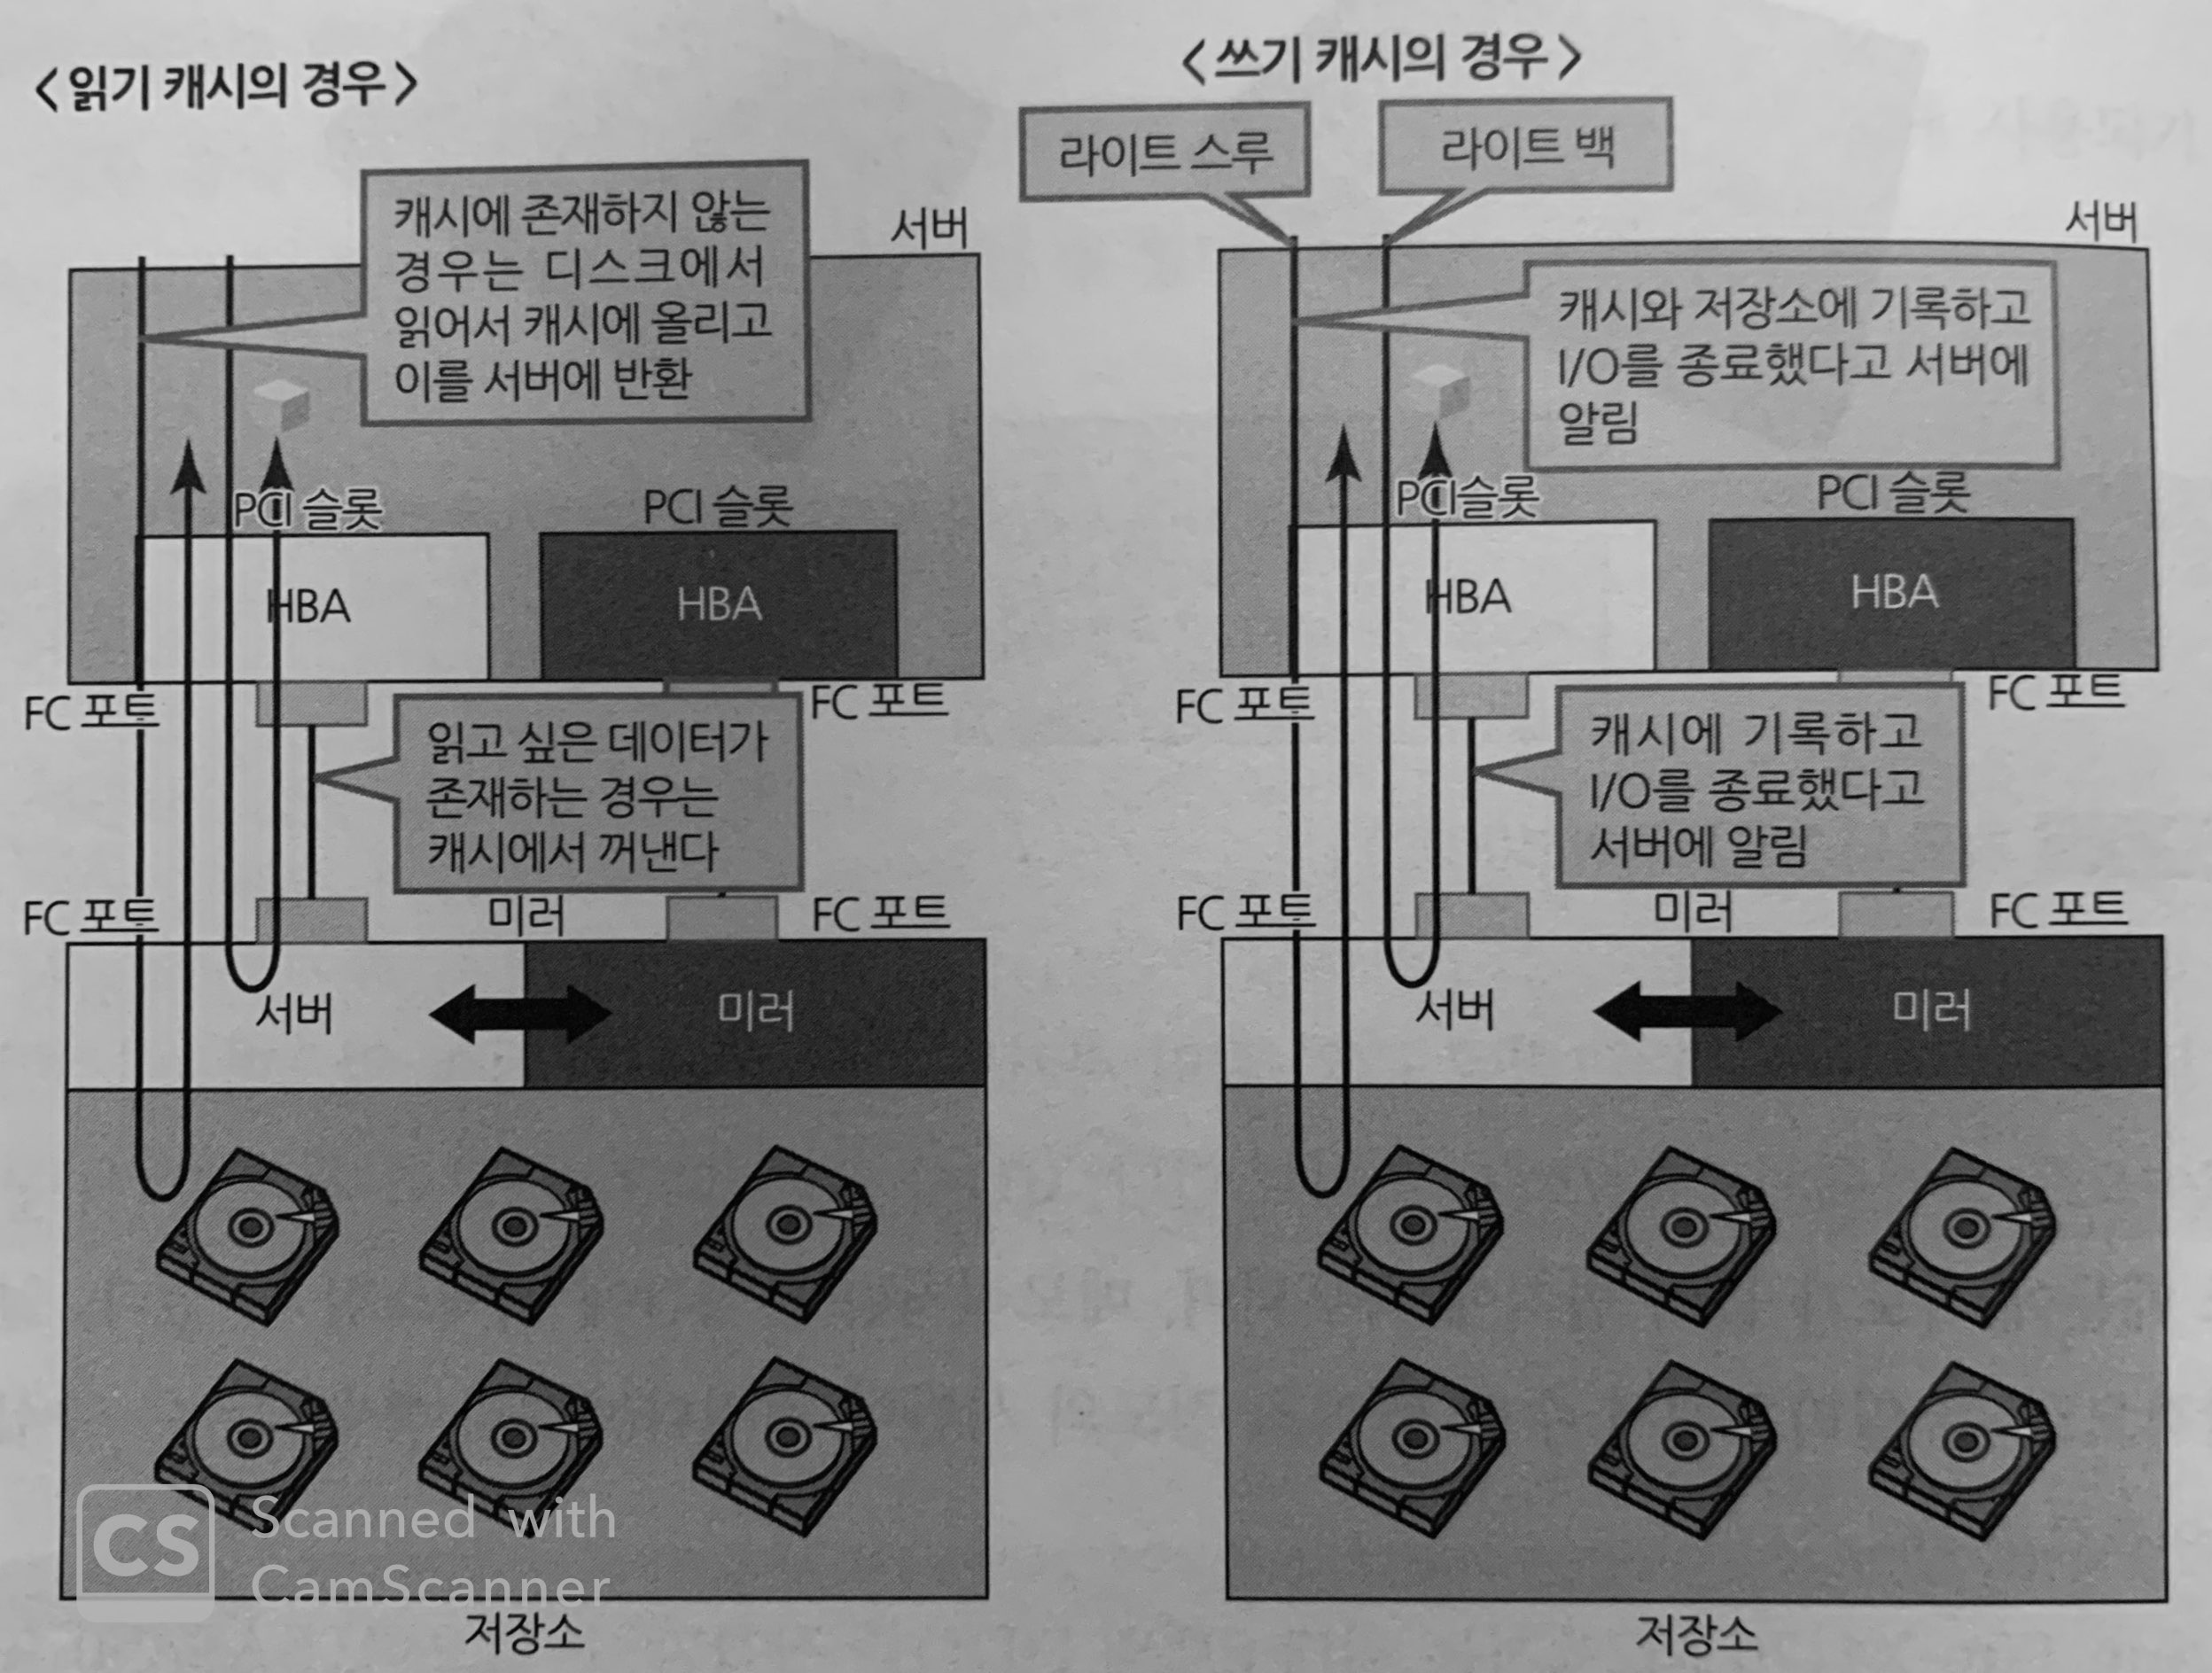 <읽기 캐시의 경우>
캐시에 존재하지 않는
경우는 디스크에서
읽어서 캐시에 올리고
이를 서버에 반환
서버
PCI 슬롯
PCI 슬롯
HBA
HBA
FC 포트
FC 포트
읽고 싶은 데이터가
존재하는 경우는
캐시에서 꺼낸다
FC 포트
미러
FC 포트
서버
미러
저장소
<쓰기 캐시의 경우>
라이트 스루
라이트 백
서버
캐시와 저장소에 기록하고
I/O를 종료했다고 서버에
알림
PCI슬롯
PCI 슬롯
HBA
HBA
FC 포트
FC 포트
캐시에 기록하고
I/O를 종료했다고
서버에 알림
FC 포트
미러
FC 포트
서버
미러
저장소
CS
Scanned with
CamScanner